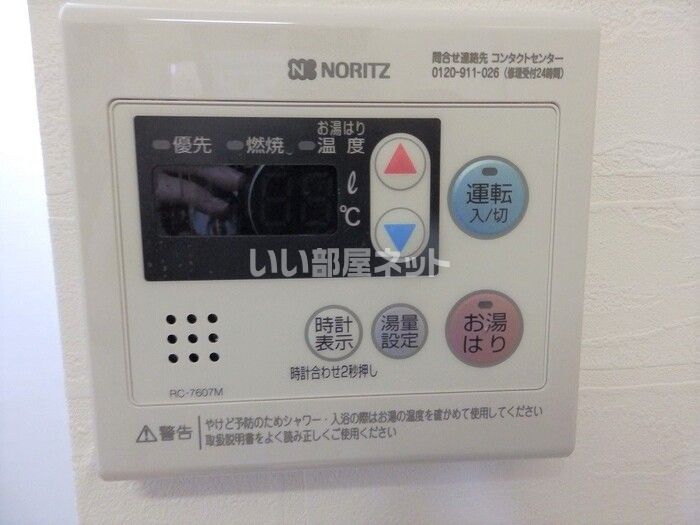 NORITZ
問合せ連絡先 コンタクトセンター
0120-911-026（修理受付24時間）
お湯はり
優先 燃焼 温度
ℓ
℃
運転
入/切
いい部屋ネット
時計
表示
湯量
設定
お湯
はり
時計合わせ2秒押し
RC-7607M
警告
やけど予防のためシャワー・入浴の際はお湯の温度を確かめて使用してください
取扱説明書をよく読み正しくご使用ください